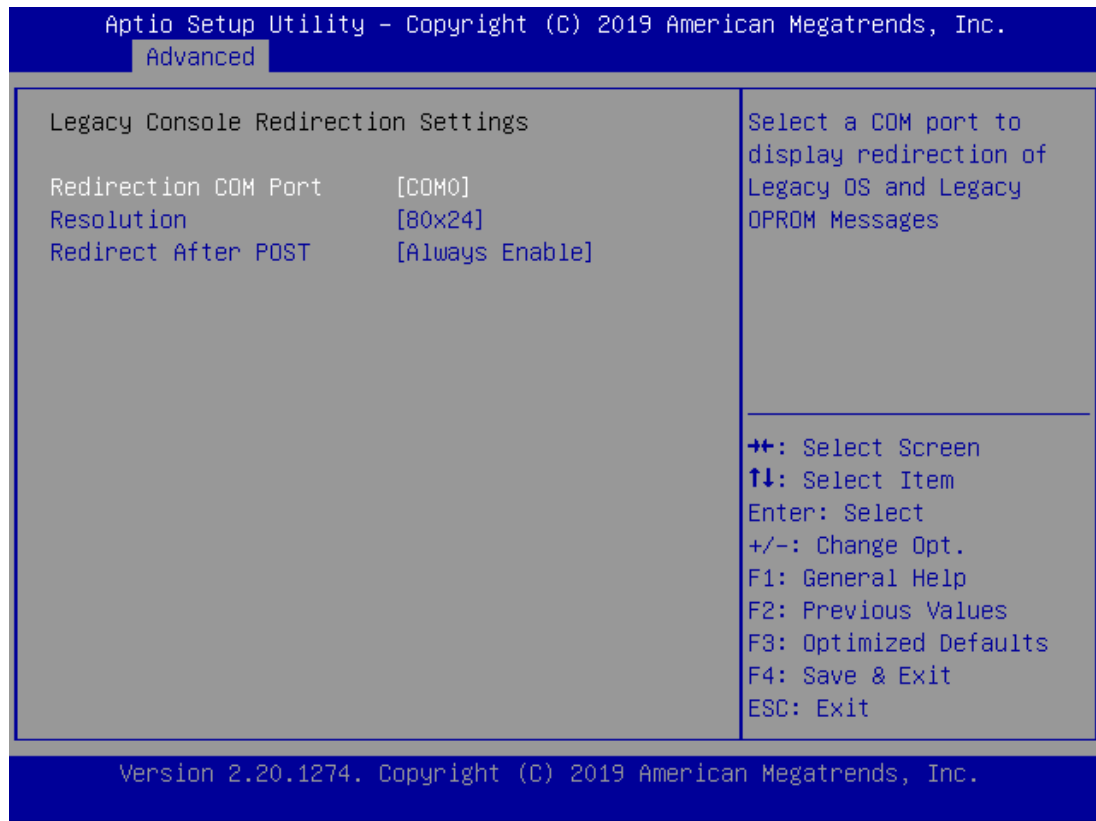 Aptio Setup Utility – Copyright (C) 2019 American Megatrends, Inc.
Advanced
Legacy Console Redirection Settings
Redirection COM Port [COM0]
Resolution [80x24]
Redirect After POST [Always Enable]
Select a COM port to
display redirection of
Legacy OS and Legacy
OPROM Messages
→←: Select Screen
↑↓: Select Item
Enter: Select
+/-: Change Opt.
F1: General Help
F2: Previous Values
F3: Optimized Defaults
F4: Save & Exit
ESC: Exit
Version 2.20.1274. Copyright (C) 2019 American Megatrends, Inc.